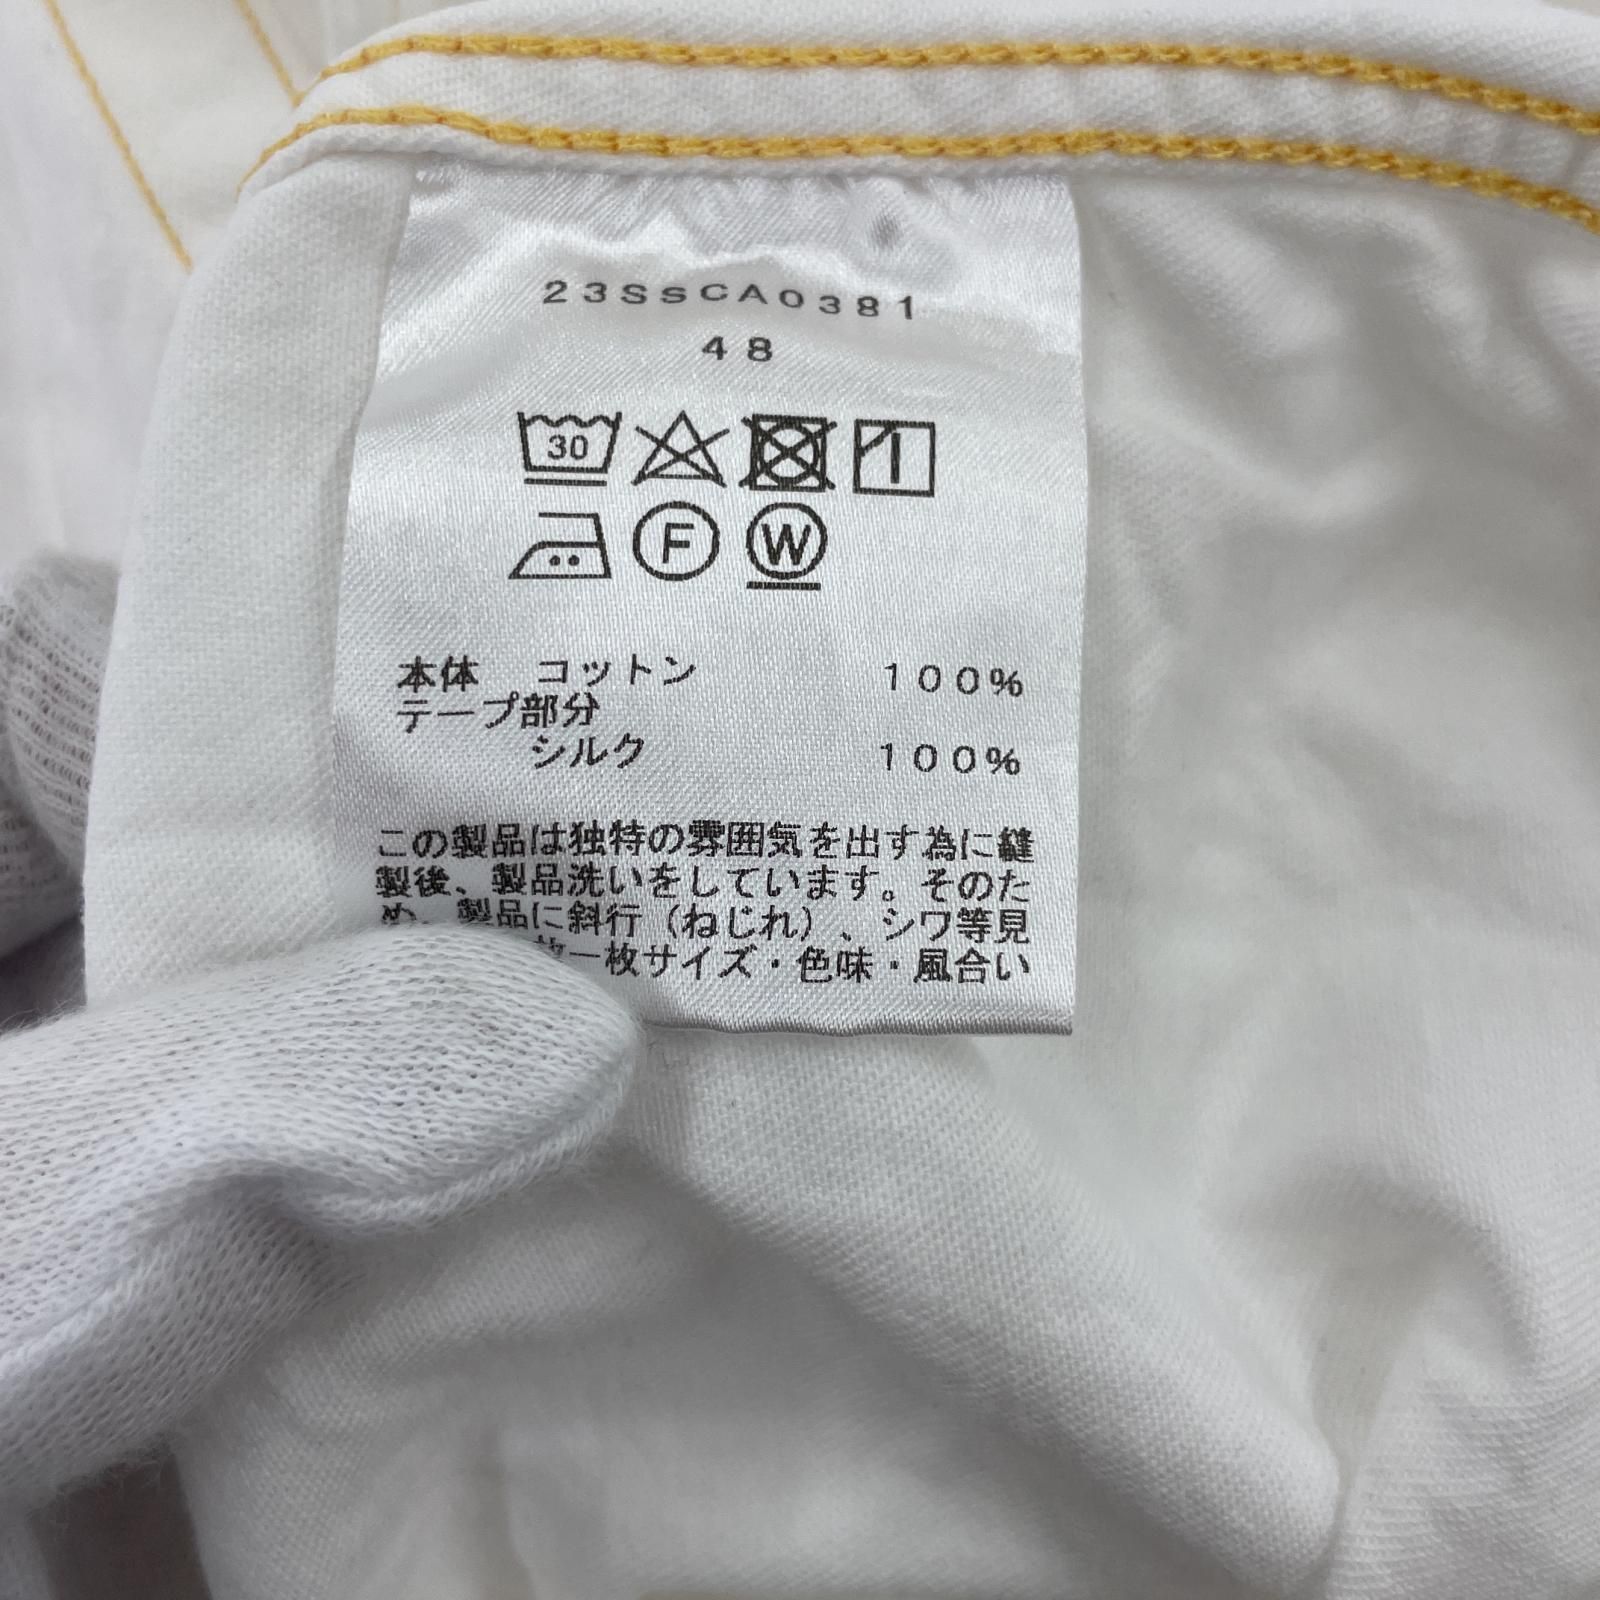 23SSCA0381
48
30
F W
本体 コットン 100%
テープ部分
シルク 100%
この製品は独特の雰囲気を出す為に縫
製後、製品洗いをしています。そのた
め、製品に斜行（ねじれ）、シワ等見
一枚サイズ・色味・風合い